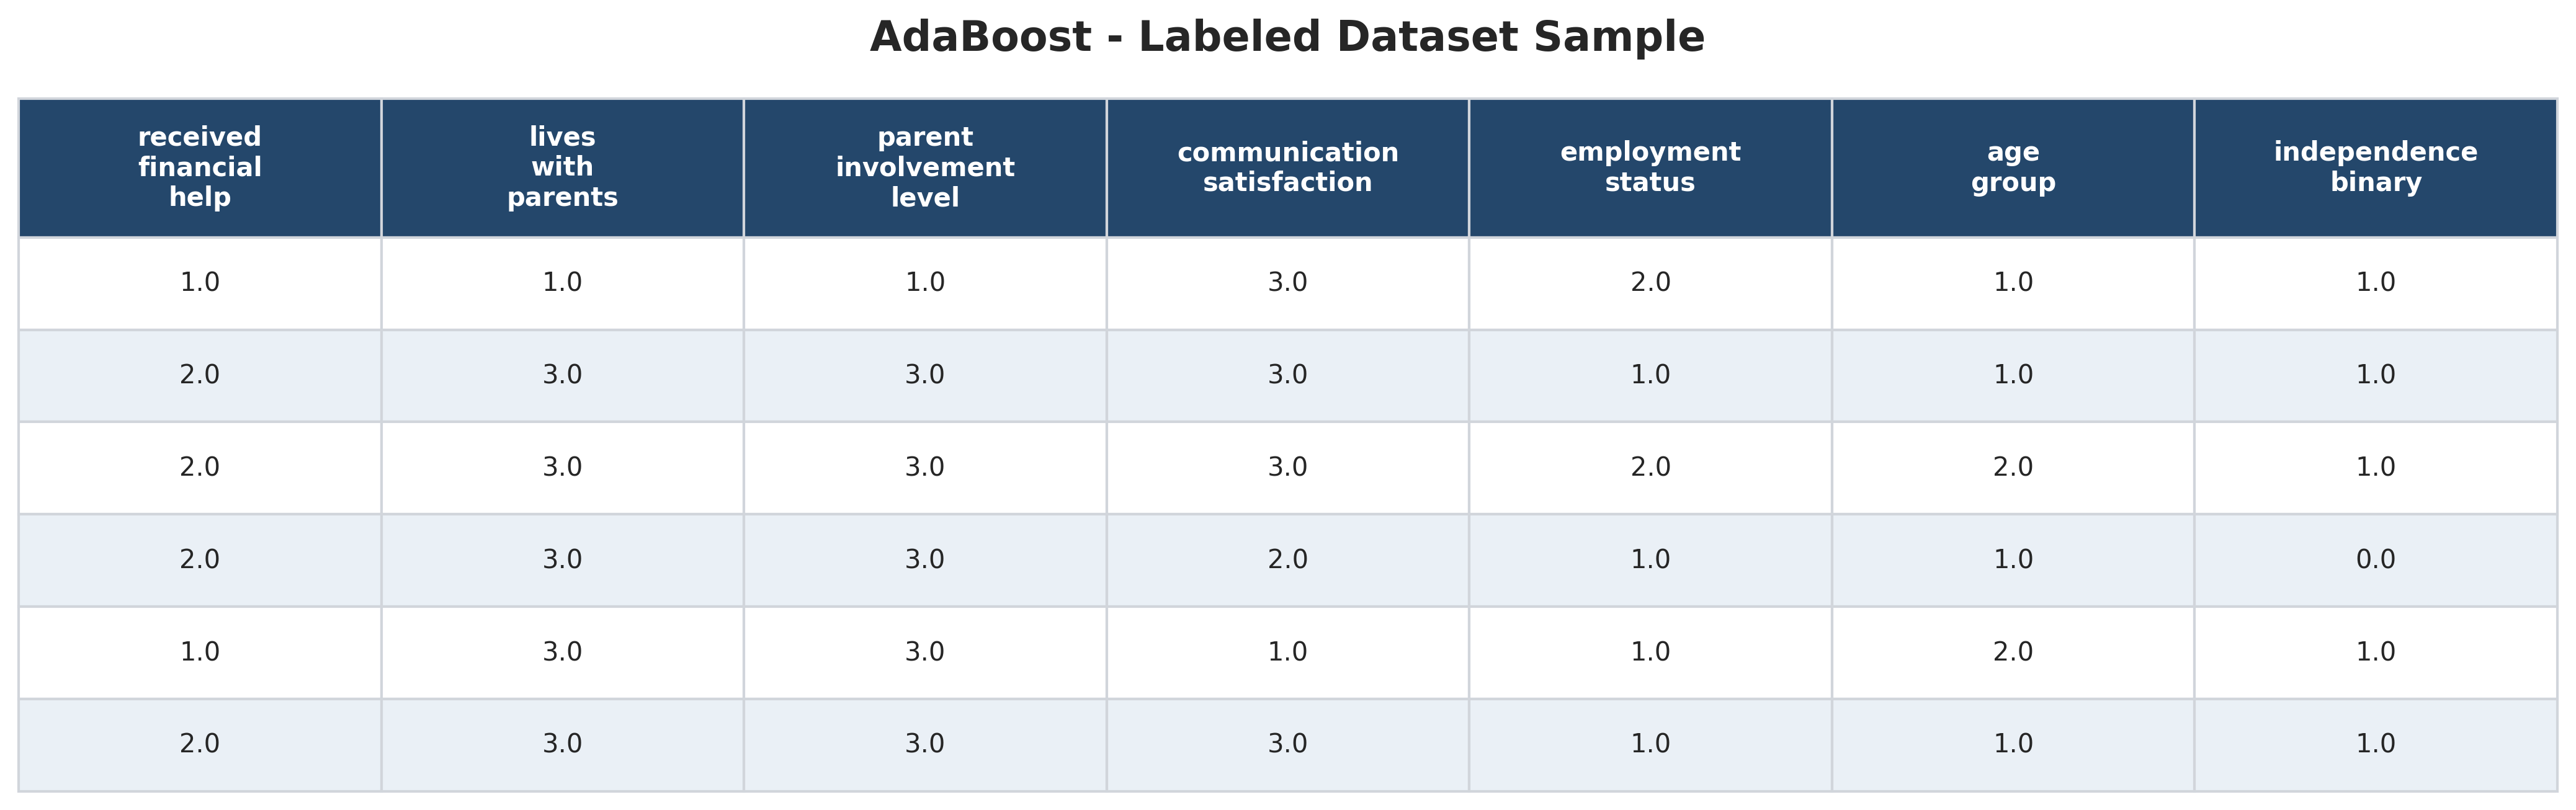 AdaBoost - Labeled Dataset Sample
received financial help | lives with parents | parent involvement level | communication satisfaction | employment status | age group | independence binary
1.0 | 1.0 | 1.0 | 3.0 | 2.0 | 1.0 | 1.0
2.0 | 3.0 | 3.0 | 3.0 | 1.0 | 1.0 | 1.0
2.0 | 3.0 | 3.0 | 3.0 | 2.0 | 2.0 | 1.0
2.0 | 3.0 | 3.0 | 2.0 | 1.0 | 1.0 | 0.0
1.0 | 3.0 | 3.0 | 1.0 | 1.0 | 2.0 | 1.0
2.0 | 3.0 | 3.0 | 3.0 | 1.0 | 1.0 | 1.0